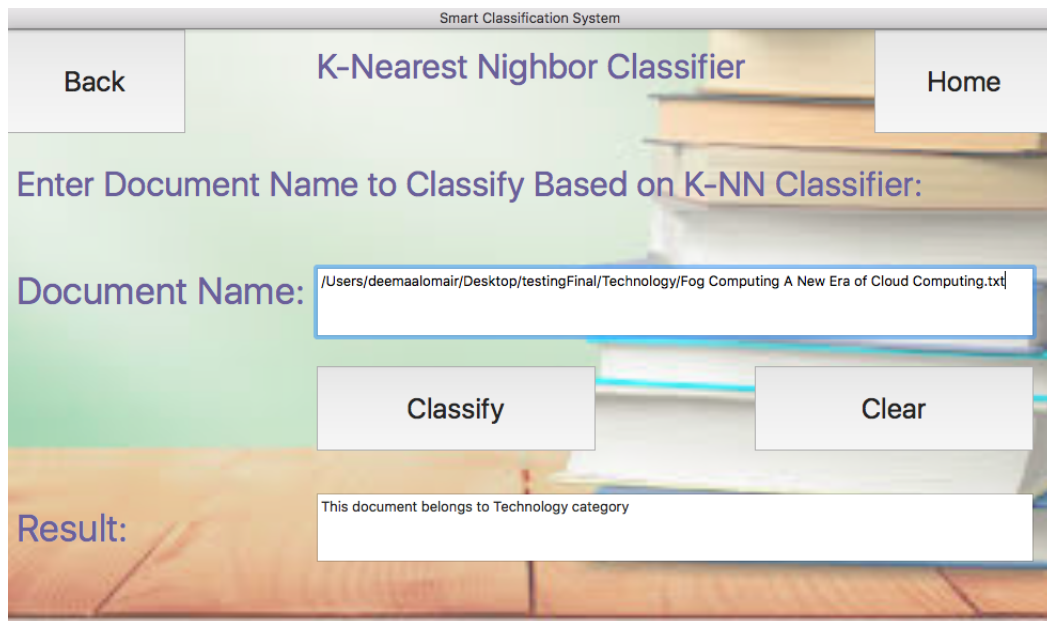 Smart Classification System
Back
K-Nearest Nighbor Classifier
Home
Enter Document Name to Classify Based on K-NN Classifier:
Document Name:
/Users/deemaalomair/Desktop/testingFinal/Technology/Fog Computing A New Era of Cloud Computing.txt
Classify
Clear
Result:
This document belongs to Technology category